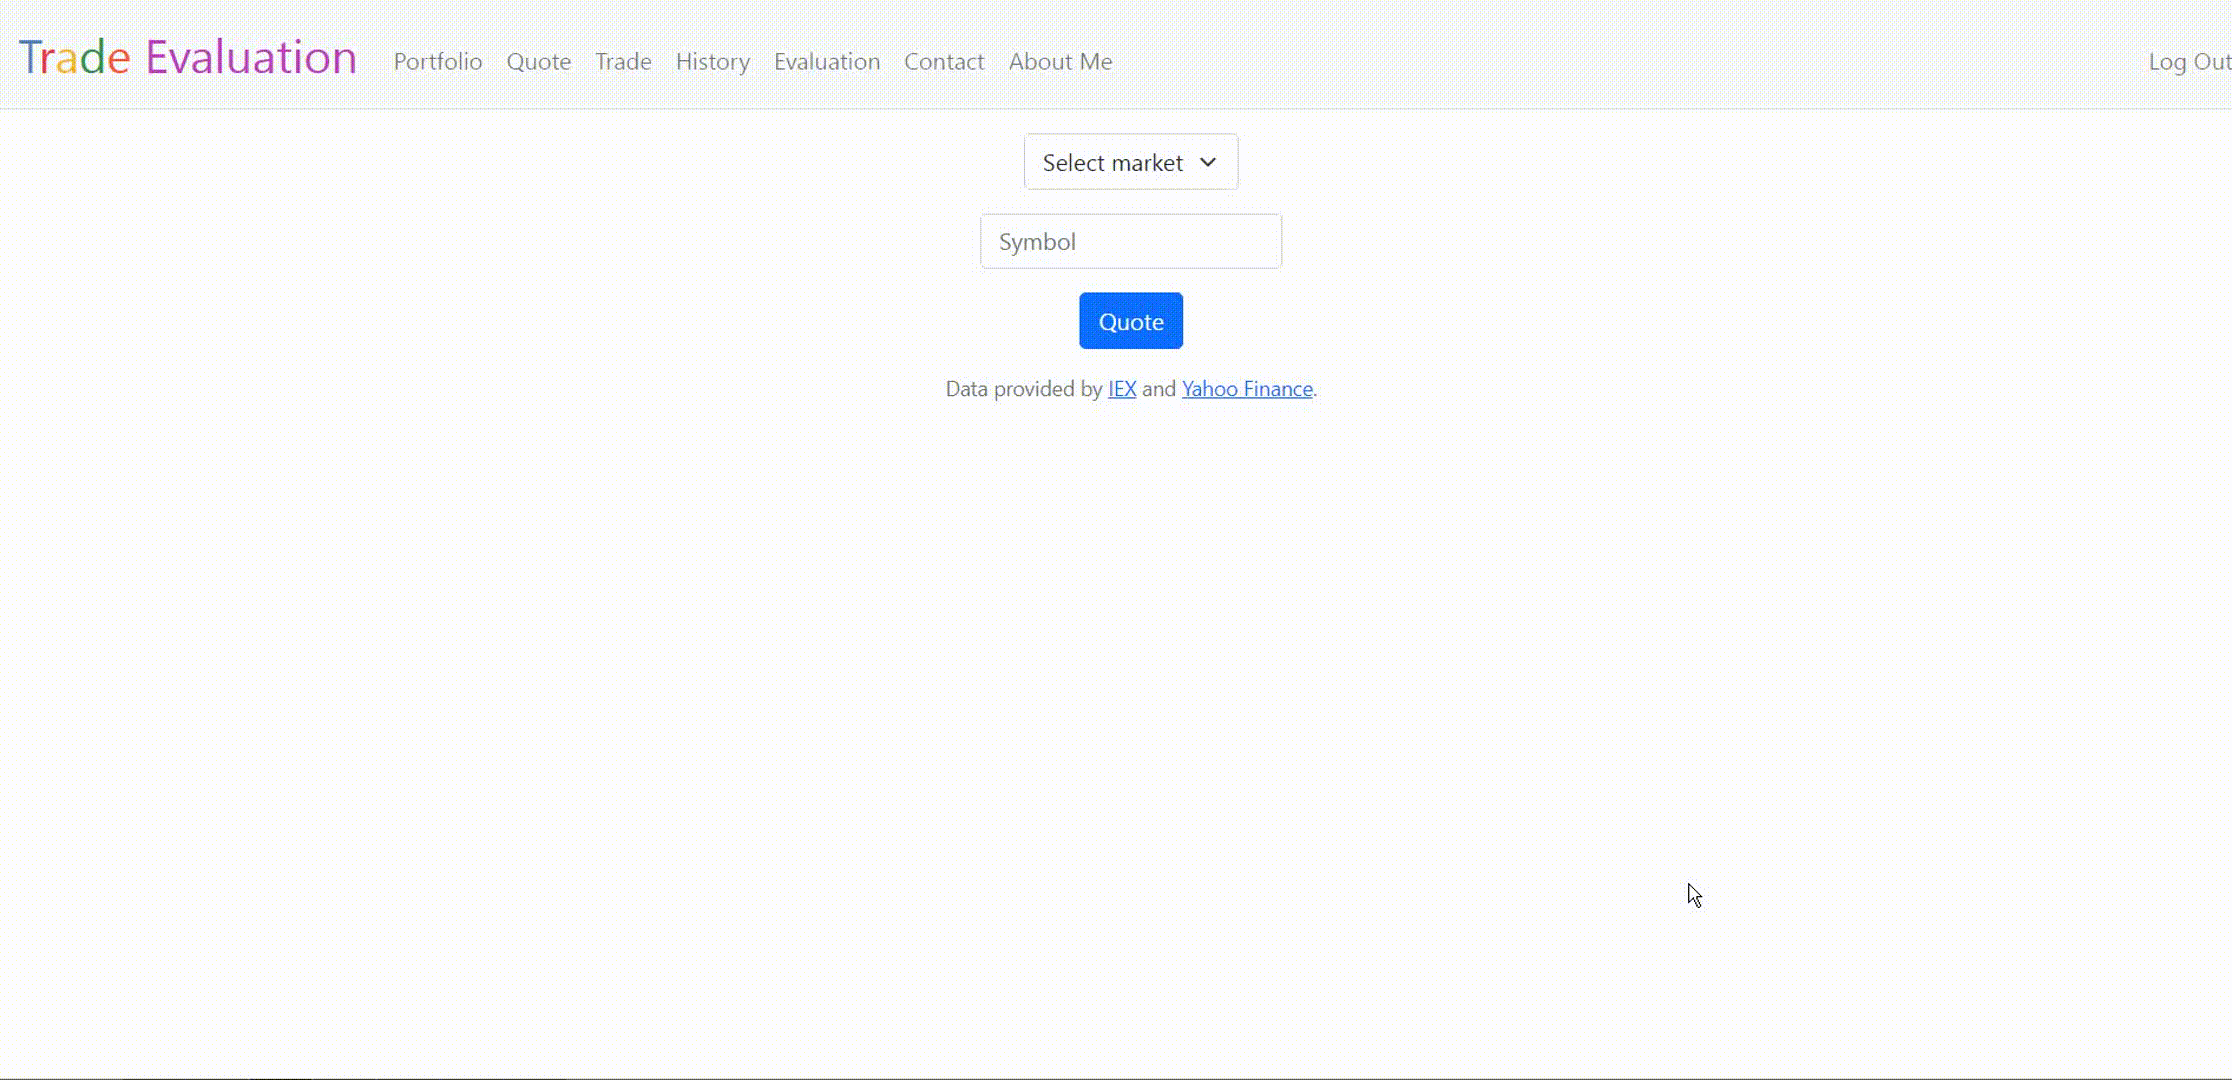 Trade Evaluation Portfolio Quote Trade History Evaluation Contact About Me Log Out
Select market
Symbol
Quote
Data provided by IEX and Yahoo Finance.